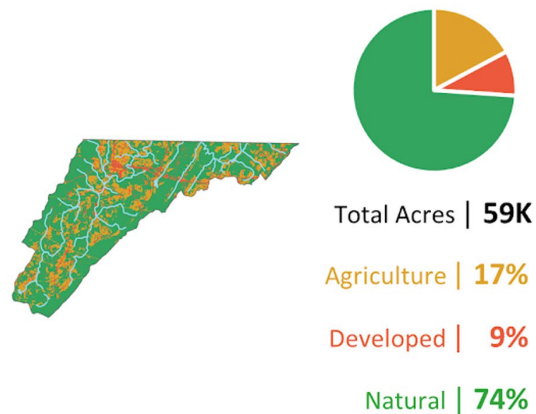 Total Acres | 59K
Agriculture | 17%
Developed | 9%
Natural | 74%